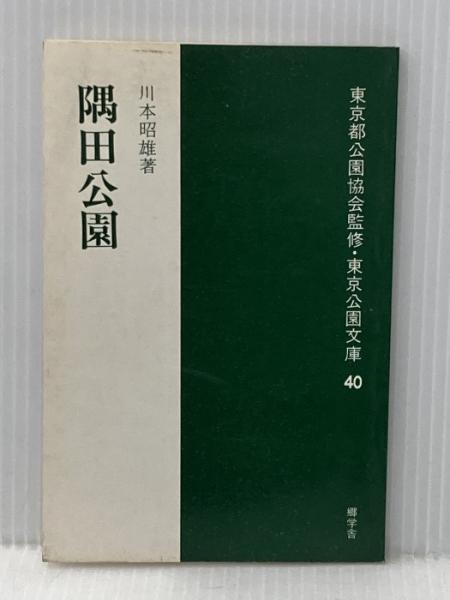 東京都公園協会監修・東京公園文庫 40
川本昭雄著
隅田公園
郷学舎